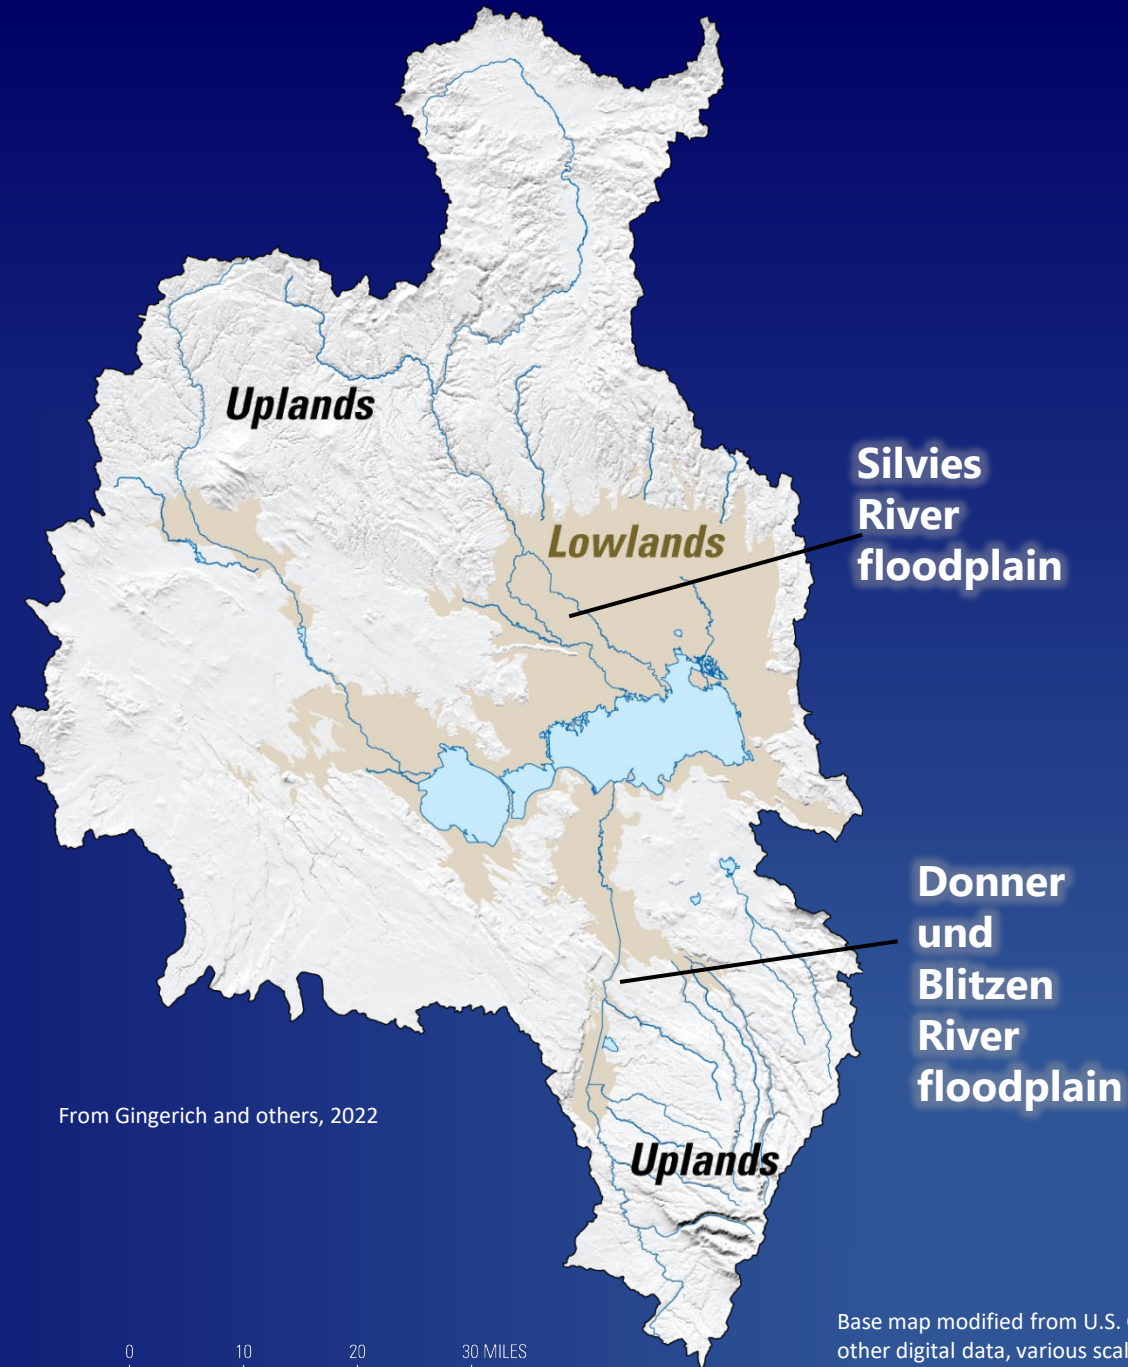 Uplands
Silvies
River
floodplain
Lowlands
Donner
und
Blitzen
River
floodplain
From Gingerich and others, 2022
Uplands
0 10 20 30 MILES
Base map modified from U.S.
other digital data, various